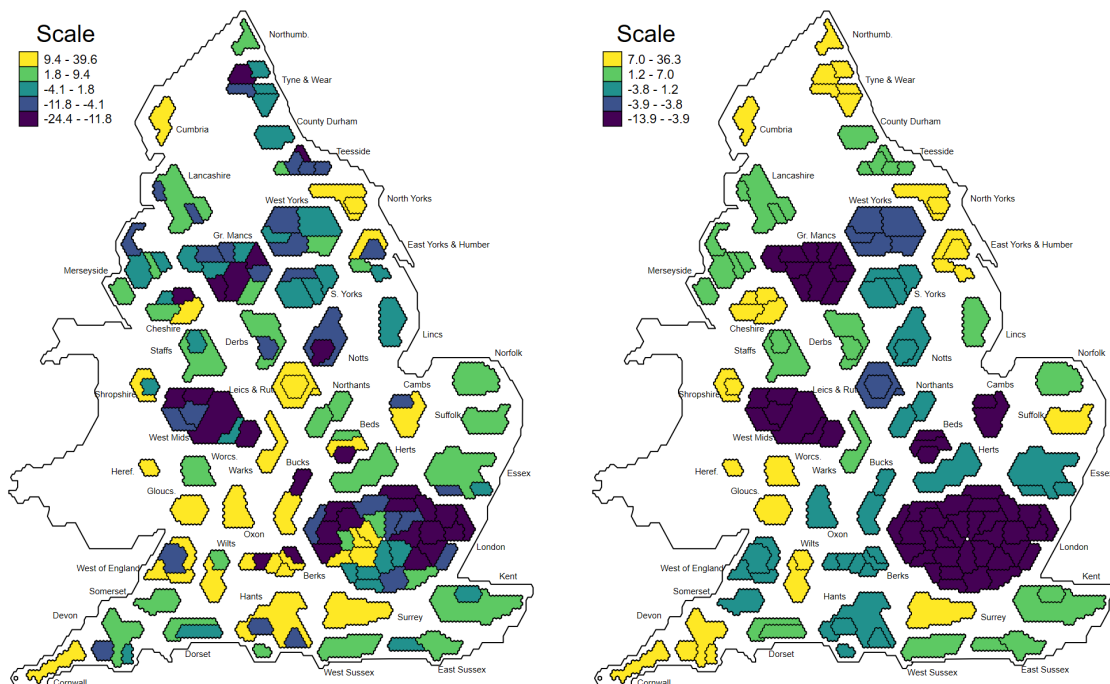 Scale
9.4 - 39.6
1.8 - 9.4
-4.1 - 1.8
-11.8 - -4.1
-24.4 - -11.8
Northumb.
Tyne & Wear
Cumbria
County Durham
Teesside
Lancashire
North Yorks
West Yorks
Gr. Mancs
East Yorks & Humber
Merseyside
S. Yorks
Cheshire
Lincs
Staffs
Derbs
Notts
Norfolk
Shropshire
Leics & Rut
Northants
Cambs
Suffolk
West Mids
Beds
Worcs.
Herts
Heref.
Warks
Bucks
Essex
Gloucs.
Oxon
Wilts
London
West of England
Berks
Kent
Somerset
Hants
Devon
Surrey
Dorset
West Sussex
East Sussex
Cornwall
Scale
7.0 - 36.3
1.2 - 7.0
-3.8 - 1.2
-3.9 - -3.8
-13.9 - -3.9
Northumb.
Tyne & Wear
Cumbria
County Durham
Teesside
Lancashire
North Yorks
West Yorks
Gr. Mancs
East Yorks & Humber
Merseyside
S. Yorks
Cheshire
Lincs
Staffs
Derbs
Notts
Norfolk
Shropshire
Leics & Rut
Northants
Cambs
Suffolk
West Mids
Beds
Worcs.
Herts
Heref.
Warks
Bucks
Essex
Gloucs.
Oxon
Wilts
London
West of England
Berks
Kent
Somerset
Hants
Devon
Surrey
Dorset
West Sussex
East Sussex
Cornwall